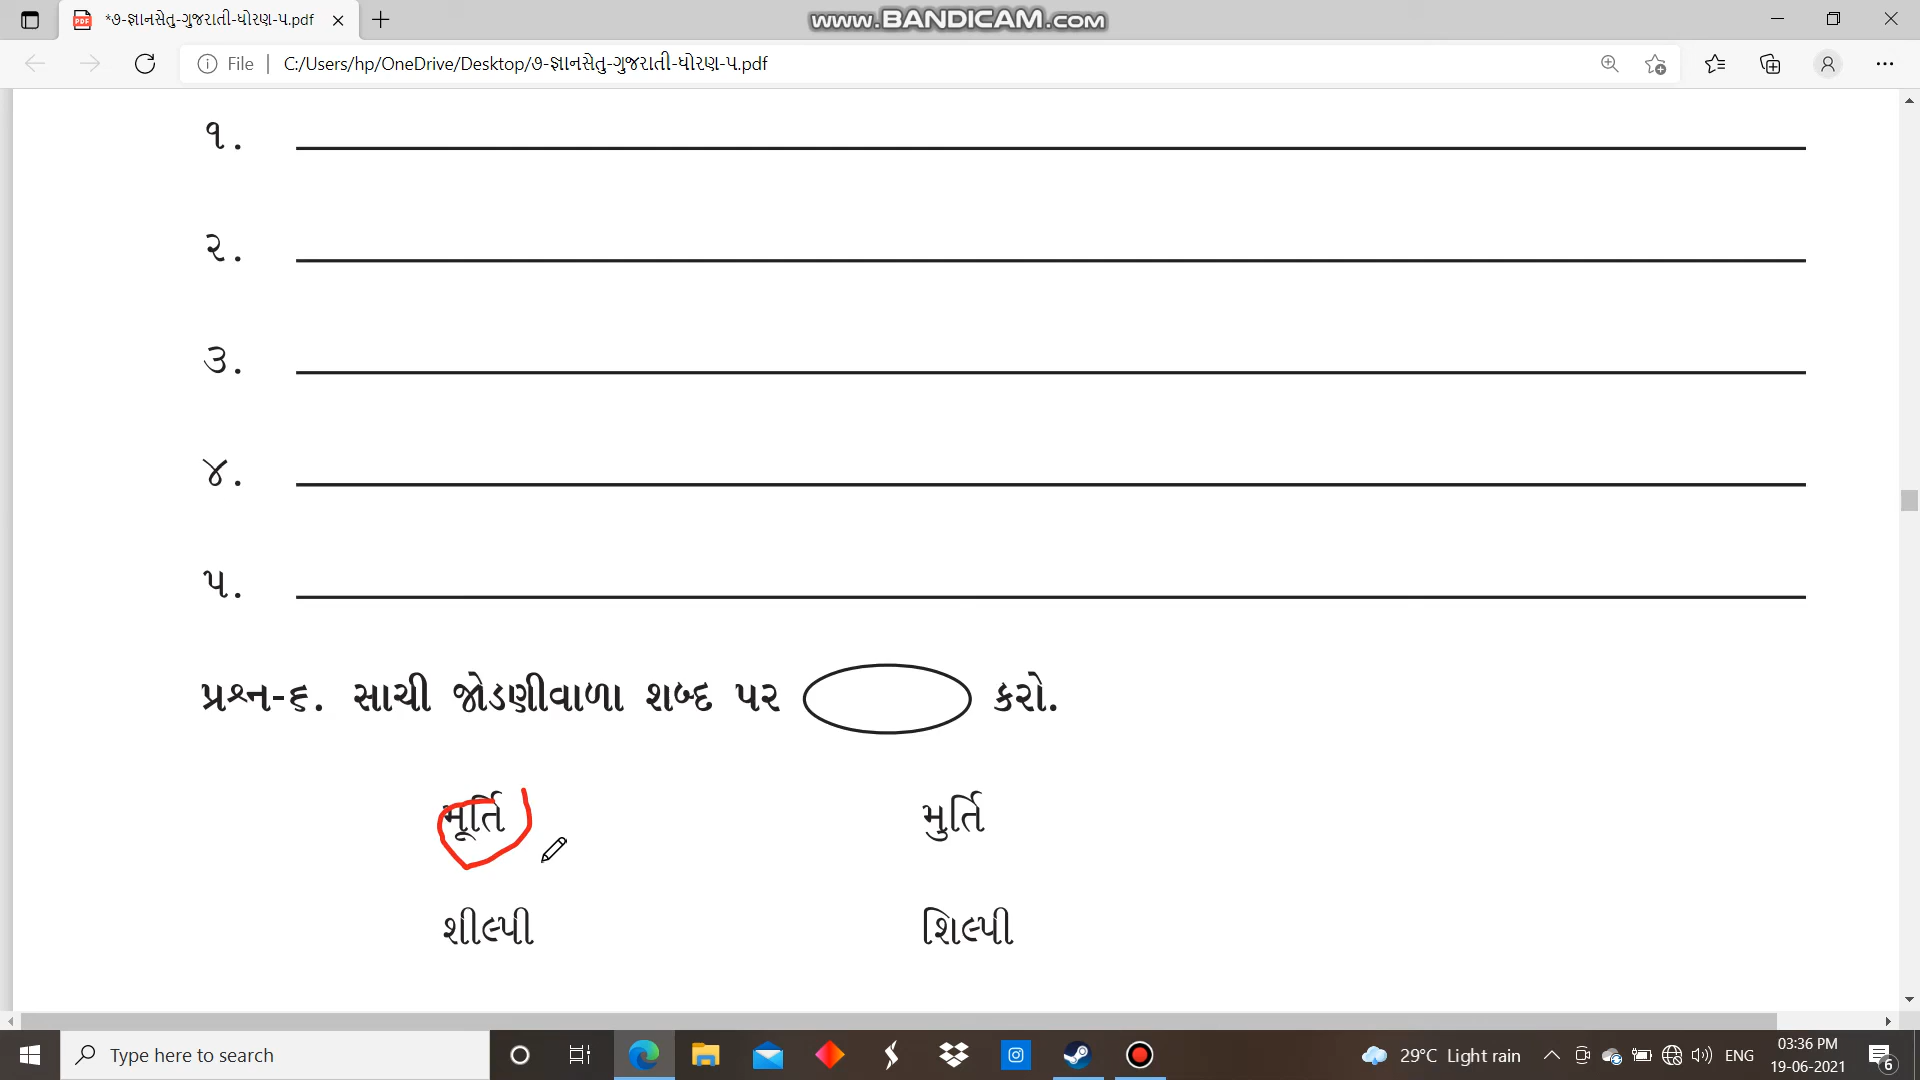 *૭-જ્ઞાનસેતુ-ગુજરાતી-ધોરણ-૫.pdf
www.BANDICAM.com
File
C:/Users/hp/OneDrive/Desktop/૭-જ્ઞાનસેતુ-ગુજરાતી-ધોરણ-૫.pdf
૧.
૨.
૩.
૪.
૫.
પ્રશ્ન-૬. સાચી જોડણીવાળા શબ્દ પર કરો.
મૂર્તિ મુર્તિ
શીલ્પી શિલ્પી
Type here to search
29°C Light rain
ENG
03:36 PM
19-06-2021
6